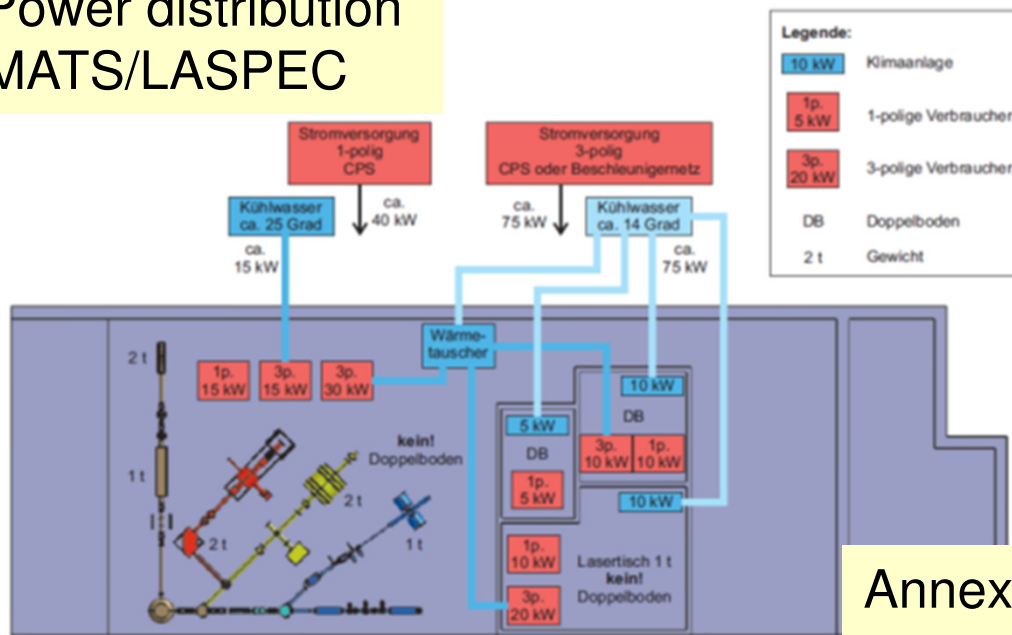 Power distribution
MATS/LASPEC
Legende:
10 kW Klimaanlage
1p.
5 kW
1-polige Verbraucher
3p.
20 kW
3-polige Verbraucher
DB Doppelboden
2 t Gewicht
Stromversorgung
1-polig
CPS
Stromversorgung
3-polig
CPS oder Beschleunigernetz
Kühlwasser
ca. 25 Grad
ca.
40 kW
ca.
75 kW
Kühlwasser
ca. 14 Grad
ca.
15 kW
ca.
75 kW
Wärme-
tauscher
2 t
1p.
15 kW
3p.
15 kW
3p.
30 kW
10 kW
DB
5 kW
DB
3p.
10 kW
1p.
10 kW
1p.
5 kW
kein!
Doppelboden
1 t
2 t
2 t
1 t
10 kW
1p.
10 kW
Lasertisch 1 t
kein!
Doppelboden
3p.
20 kW
Annex